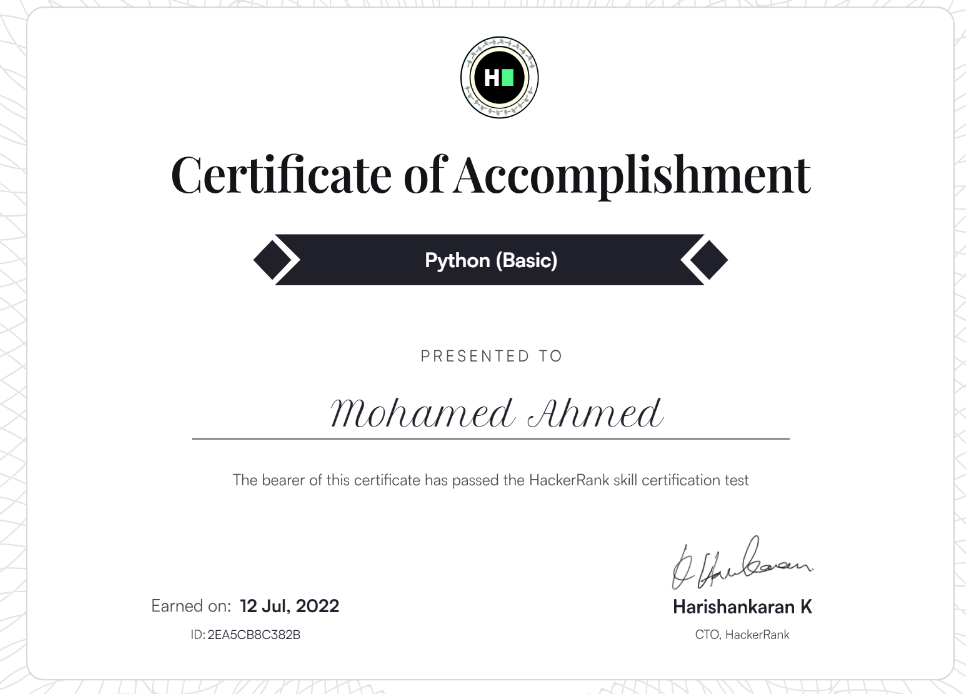 H
Certificate of Accomplishment
Python (Basic)
PRESENTED TO
Mohamed Ahmed
The bearer of this certificate has passed the HackerRank skill certification test
Earned on: 12 Jul, 2022
ID: 2EA5CB8C382B
Harishankaran K
CTO, HackerRank